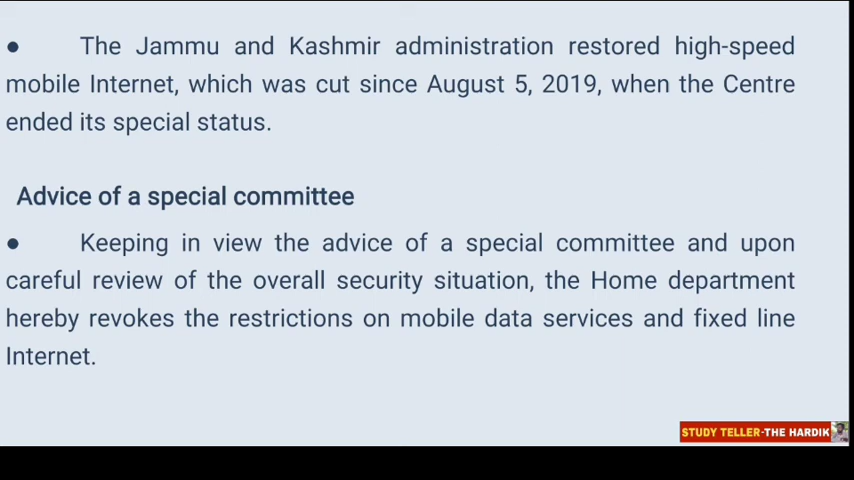 ● The Jammu and Kashmir administration restored high-speed
mobile Internet, which was cut since August 5, 2019, when the Centre
ended its special status.
Advice of a special committee
● Keeping in view the advice of a special committee and upon
careful review of the overall security situation, the Home department
hereby revokes the restrictions on mobile data services and fixed line
Internet.
STUDY TELLER-THE HARDIK